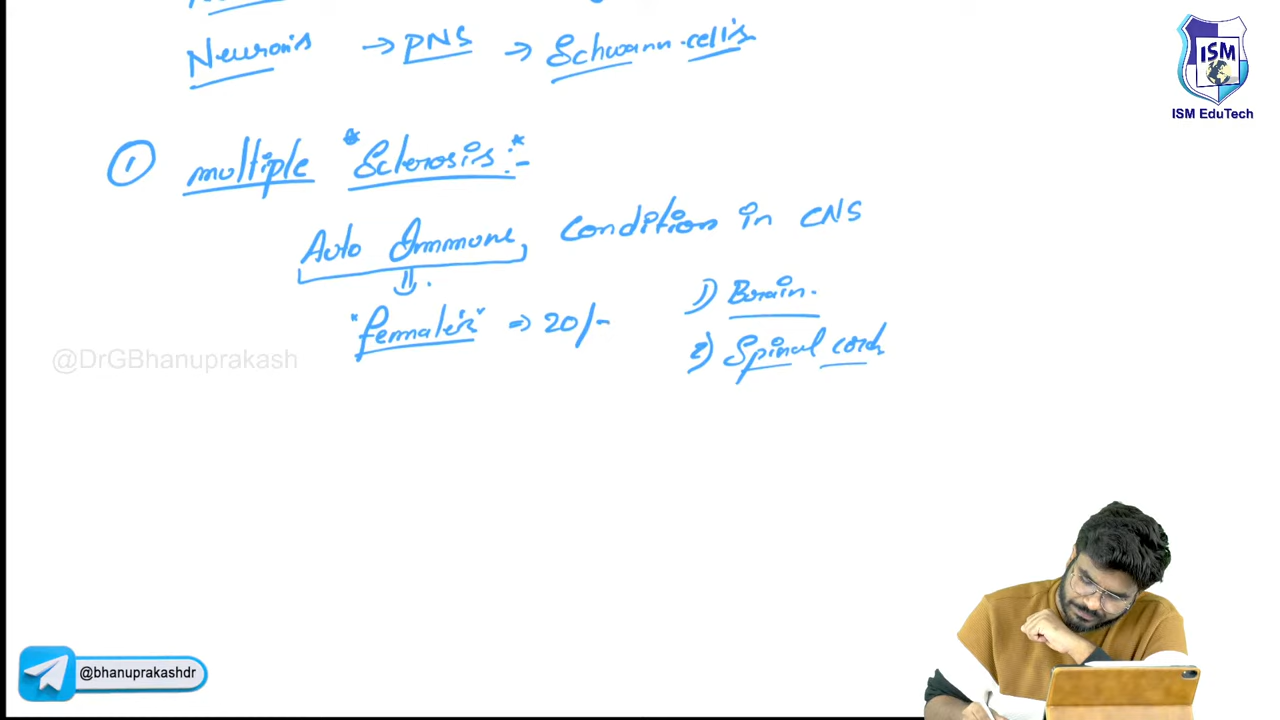 Neurons → PNS → Schwann cells
ISM
ISM EduTech
① multiple *Sclerosis*:-
Auto Immune, Condition in CNS
"females" ⇒ 20/-
1) Brain.
2) Spinal cord
@DrGBhanuprakash
@bhanuprakashdr